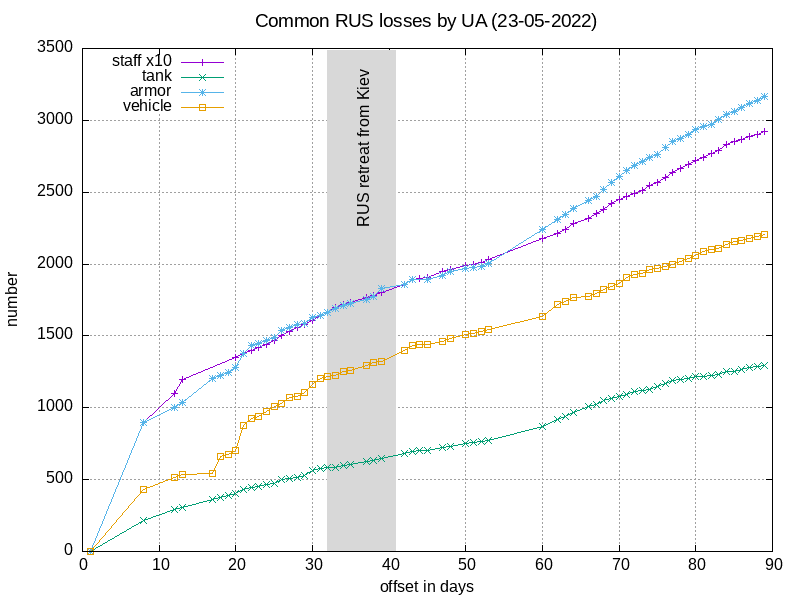 Common RUS losses by UA (23-05-2022)
3500
3000
2500
2000
1500
1000
500
0
number
staff x10
tank
armor
vehicle
RUS retreat from Kiev
0 10 20 30 40 50 60 70 80 90
offset in days